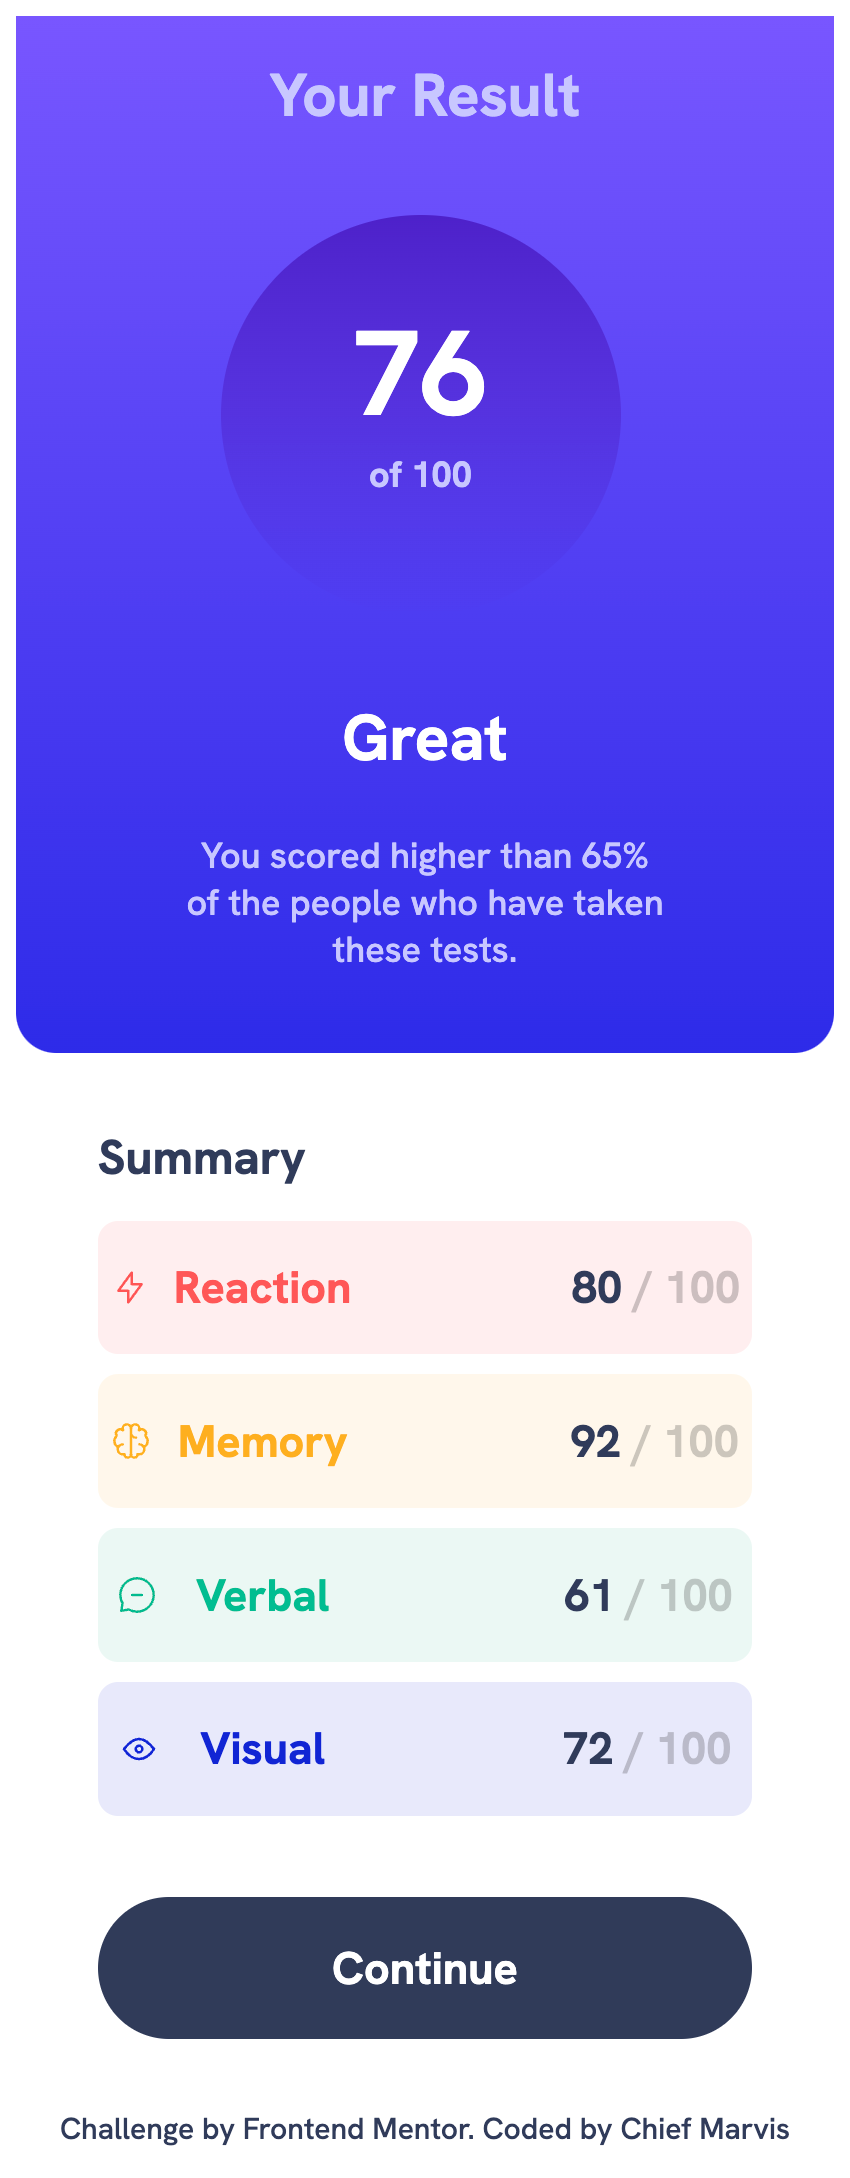 Your Result
76
of 100
Great
You scored higher than 65%
of the people who have taken
these tests.
Summary
Reaction 80 / 100
Memory 92 / 100
Verbal 61 / 100
Visual 72 / 100
Continue
Challenge by Frontend Mentor. Coded by Chief Marvis